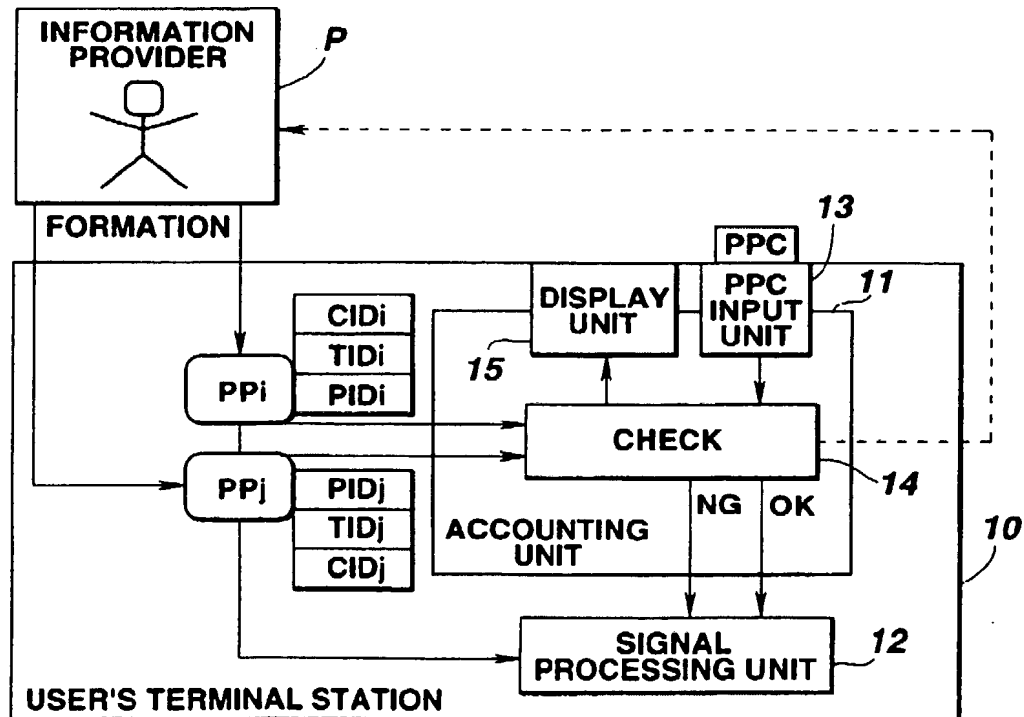 INFORMATION
PROVIDER
P
FORMATION
13
PPC
PPC
INPUT
UNIT
11
DISPLAY
UNIT
15
CIDi
TIDi
PIDi
PPi
CHECK
14
PPj
PIDj
TIDj
CIDj
NG
OK
ACCOUNTING
UNIT
10
SIGNAL
PROCESSING UNIT
12
USER'S TERMINAL STATION